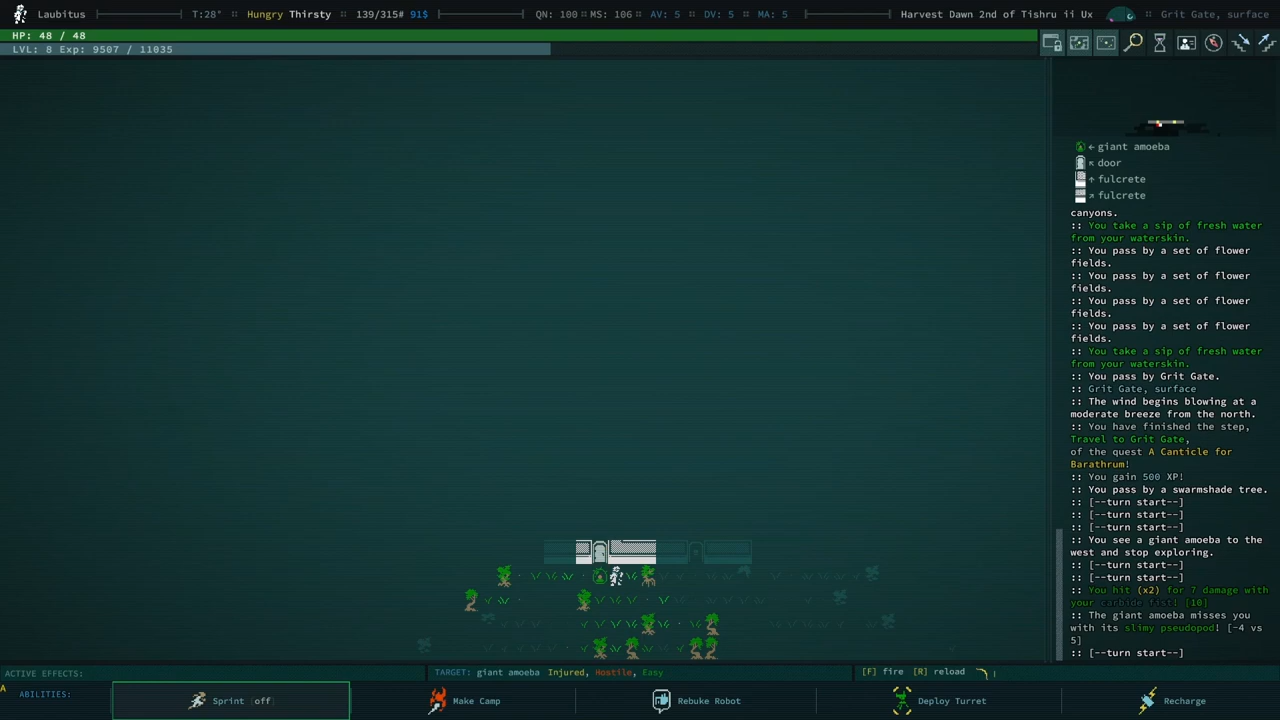 Laubitus T:28° :: Hungry Thirsty :: 139/315# 91$ QN: 100 :: MS: 106 :: AV: 5 :: DV: 5 :: MA: 5 Harvest Dawn 2nd of Tishru ii Ux :: Grit Gate, surface
HP: 48 / 48
LVL: 8 Exp: 9507 / 11035
giant amoeba
door
fulcrete
fulcrete
canyons.
:: You take a sip of fresh water
from your waterskin.
:: You pass by a set of flower
fields.
:: You pass by a set of flower
fields.
:: You pass by a set of flower
fields.
:: You pass by a set of flower
fields.
:: You take a sip of fresh water
from your waterskin.
:: You pass by Grit Gate.
:: Grit Gate, surface
:: The wind begins blowing at a
moderate breeze from the north.
:: You have finished the step,
Travel to Grit Gate,
of the quest A Canticle for
Barathrum!
:: You gain 500 XP!
:: You pass by a swarmshade tree.
:: [--turn start--]
:: [--turn start--]
:: [--turn start--]
:: You see a giant amoeba to the
west and stop exploring.
:: [--turn start--]
:: [--turn start--]
:: You hit (x2) for 7 damage with
your carbide fist! [10]
:: The giant amoeba misses you
with its slimy pseudopod! [-4 vs
5]
:: [--turn start--]
ACTIVE EFFECTS: TARGET: giant amoeba Injured, Hostile, Easy [F] fire [R] reload
A ABILITIES: Sprint [off] Make Camp Rebuke Robot Deploy Turret Recharge